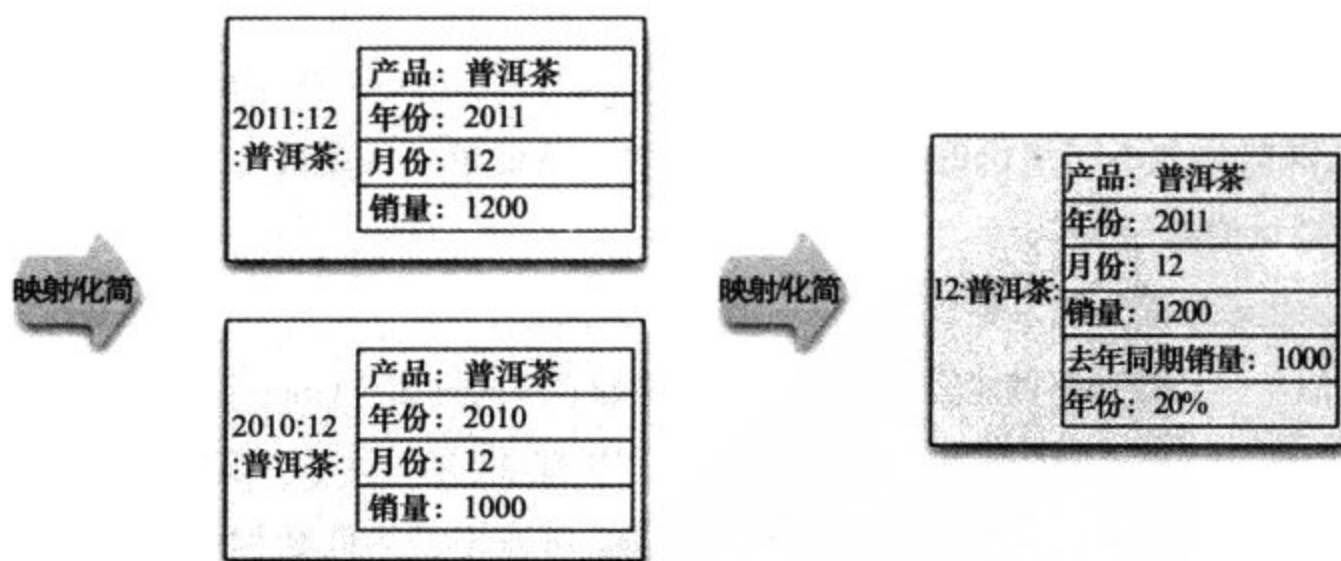 映射/化简
2011:12
:普洱茶:
产品：普洱茶
年份：2011
月份：12
销量：1200
2010:12
:普洱茶:
产品：普洱茶
年份：2010
月份：12
销量：1000
映射/化简
12:普洱茶:
产品：普洱茶
年份：2011
月份：12
销量：1200
去年同期销量：1000
年份：20%